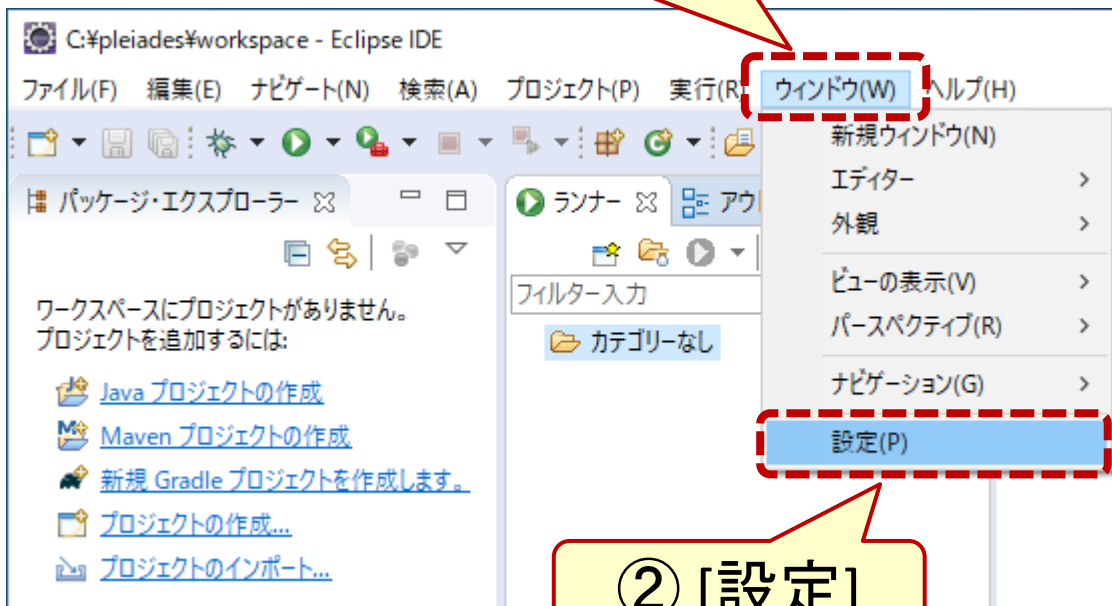 C:¥pleiades¥workspace - Eclipse IDE
ファイル(F) 編集(E) ナビゲート(N) 検索(A) プロジェクト(P) 実行(R) ウィンドウ(W) ヘルプ(H)
パッケージ・エクスプローラー
ランナー
アウ
フィルター入力
カテゴリーなし
ワークスペースにプロジェクトがありません。
プロジェクトを追加するには:
Java プロジェクトの作成
Maven プロジェクトの作成
新規 Gradle プロジェクトを作成します。
プロジェクトの作成...
プロジェクトのインポート...
新規ウィンドウ(N)
エディター
外観
ビューの表示(V)
パースペクティブ(R)
ナビゲーション(G)
設定(P)
② [設定]